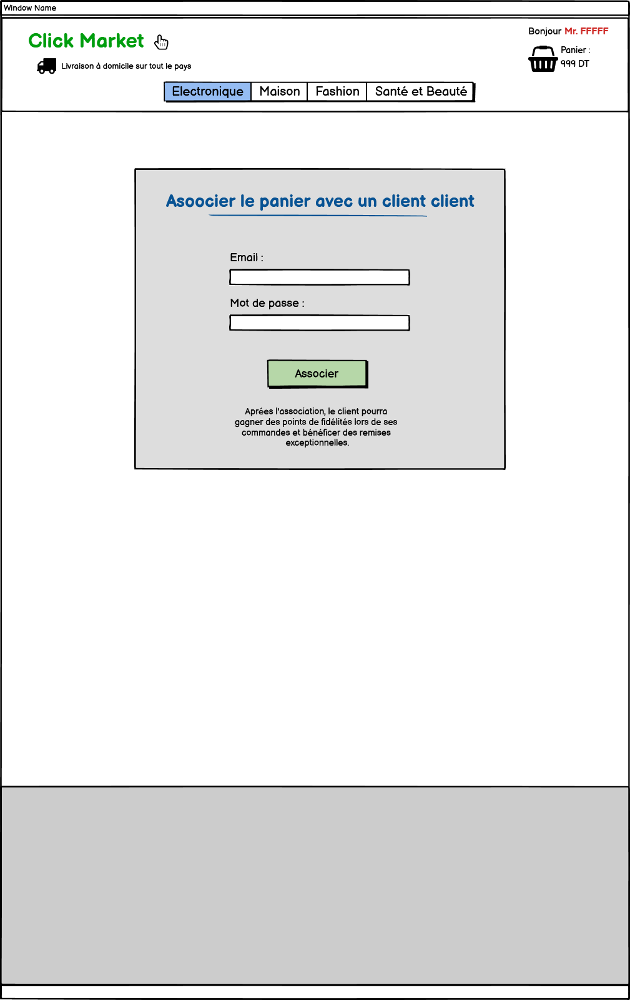 Window Name
Click Market
Livraison à domicile sur tout le pays
Bonjour Mr. FFFFF
Panier :
999 DT
Electronique
Maison
Fashion
Santé et Beauté
Asoocier le panier avec un client client
Email :
Mot de passe :
Associer
Aprées l'association, le client pourra
gagner des points de fidélités lors de ses
commandes et bénéficer des remises
exceptionnelles.